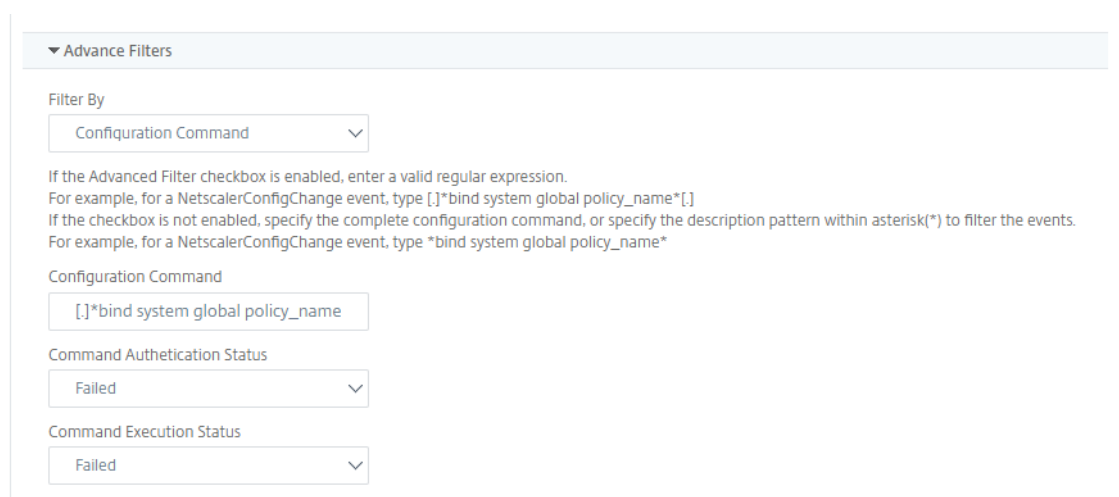 Advance Filters
Filter By
Configuration Command
If the Advanced Filter checkbox is enabled, enter a valid regular expression.
For example, for a NetscalerConfigChange event, type [.]*bind system global policy_name*[.]
If the checkbox is not enabled, specify the complete configuration command, or specify the description pattern within asterisk(*) to filter the events.
For example, for a NetscalerConfigChange event, type *bind system global policy_name*
Configuration Command
[.]*bind system global policy_name
Command Authetication Status
Failed
Command Execution Status
Failed